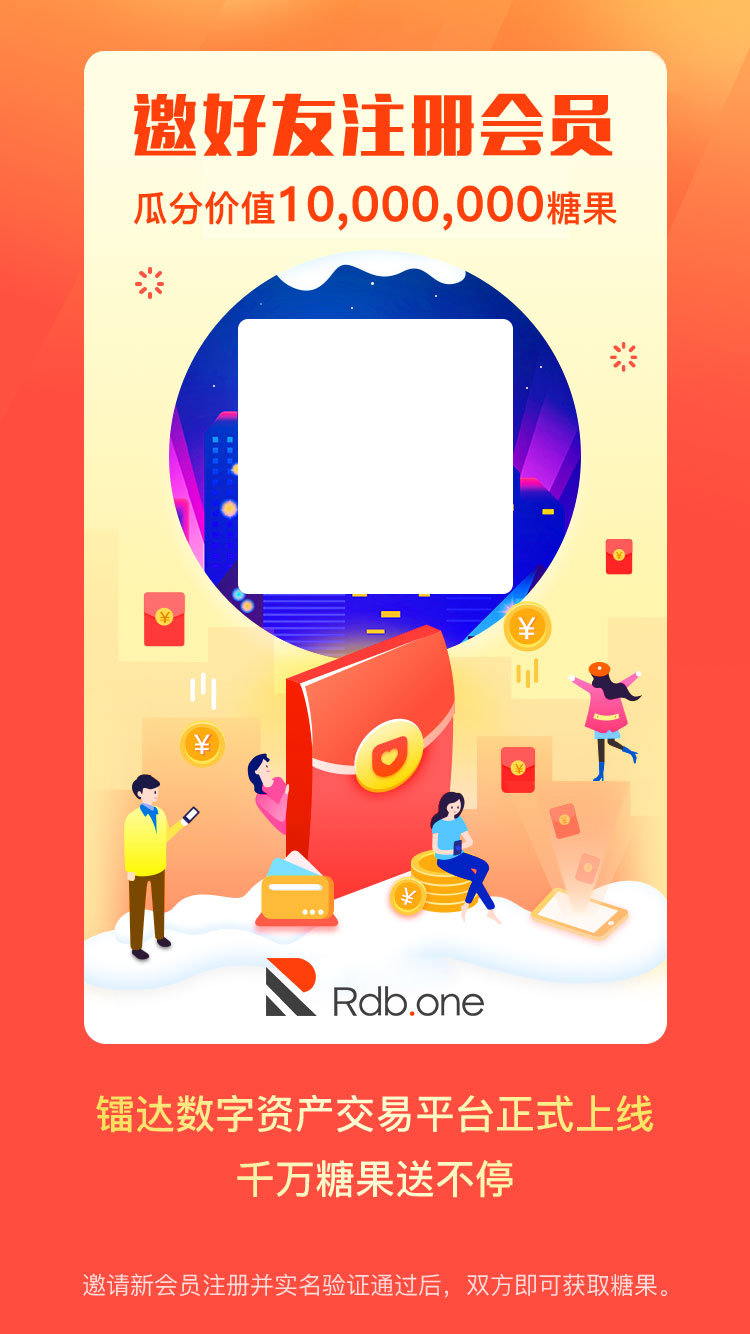 邀好友注册会员
瓜分价值10,000,000糖果
Rdb.one
镭达数字资产交易平台正式上线
千万糖果送不停
邀请新会员注册并实名验证通过后，双方即可获取糖果。